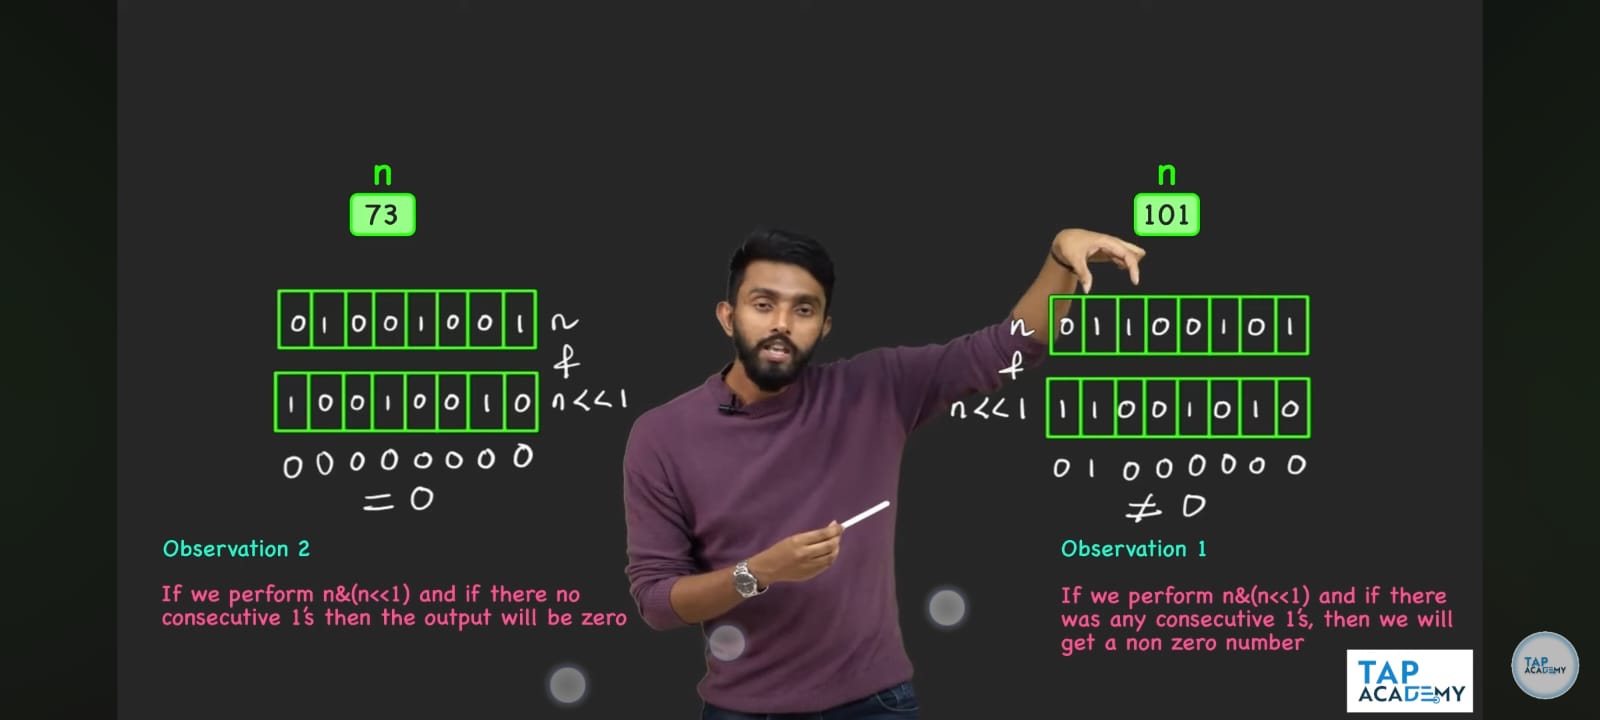 n
73
0 1 0 0 1 0 0 1 n
&
1 0 0 1 0 0 1 0 n<<1
0 0 0 0 0 0 0 0
= 0
Observation 2
If we perform n&(n<<1) and if there no
consecutive 1's then the output will be zero
n
101
n 0 1 1 0 0 1 0 1
&
n<<1 1 1 0 0 1 0 1 0
0 1 0 0 0 0 0 0
≠ 0
Observation 1
If we perform n&(n<<1) and if there
was any consecutive 1's, then we will
get a non zero number
TAP
ACADEMY
TAP
ACADEMY